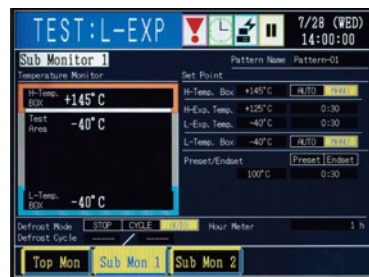 TEST:L-EXP
7/28 (WED)
14:00:00
Sub Monitor 1
Pattern Name Pattern-01
Temperature Monitor
Set Point
H-Temp. BOX +145°C
Test Area -40°C
L-Temp. BOX -40°C
H-Temp. Box +145°C AUTO MANU
H-Exp. Temp. +125°C 0:30
L-Exp. Temp. -40°C 0:30
L-Temp. Box -40°C AUTO MANU
Preset/Endset Preset Endset
100°C 0:30
Defrost Mode STOP CYCLE AUTO Hour Meter 1 h
Defrost Cycle ---- / ----
Top Mon Sub Mon 1 Sub Mon 2